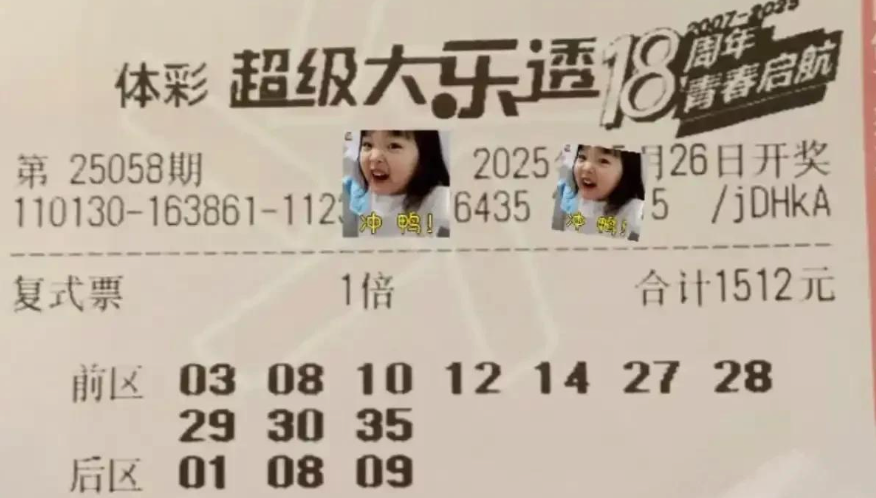 体彩 超级大乐透 18周年 2007-2025 青春启航
第 25058期 2025 月26日开奖
110130-163861-112 6435 5 /jDHkA
冲 鸭! 冲 鸭!
复式票 1倍 合计1512元
前区 03 08 10 12 14 27 28
29 30 35
后区 01 08 09